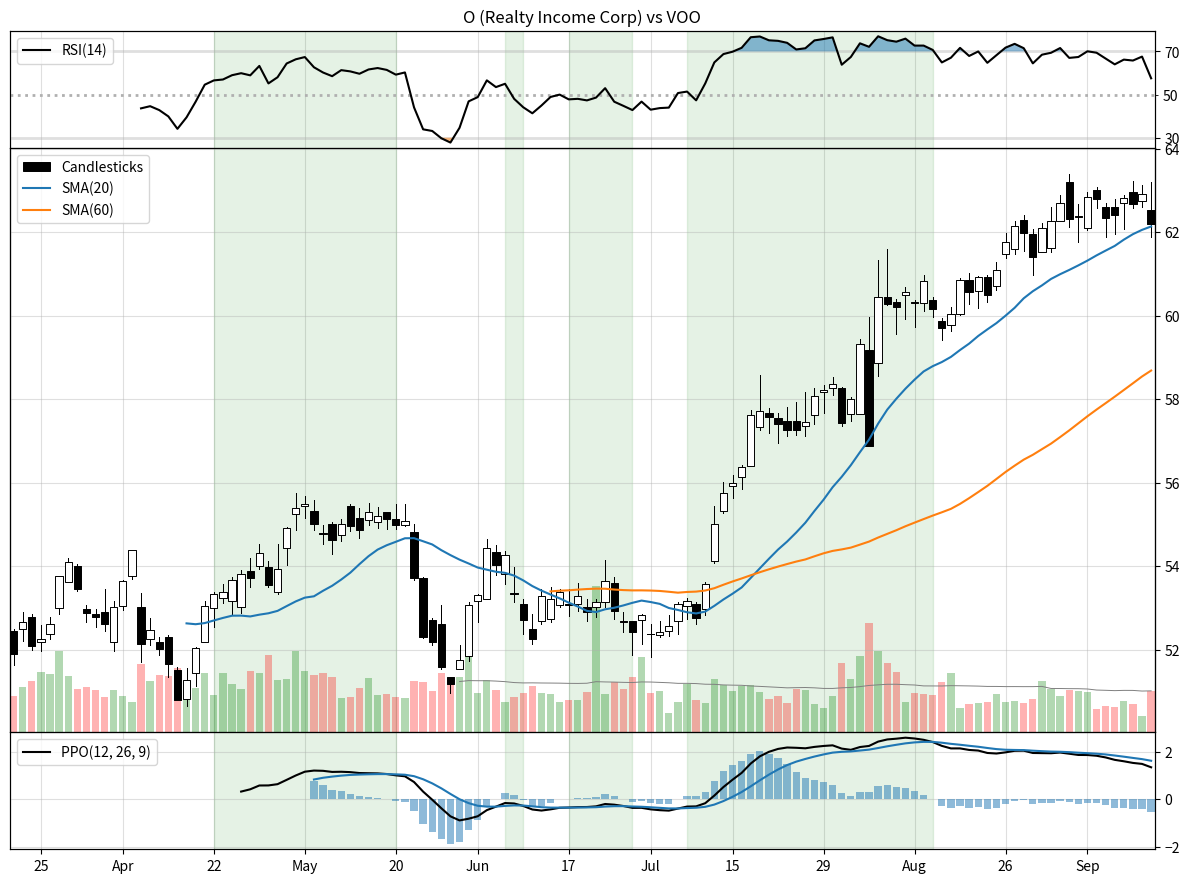 O (Realty Income Corp) vs VOO
RSI(14)
70
50
30
Candlesticks
SMA(20)
SMA(60)
64
62
60
58
56
54
52
PPO(12, 26, 9)
2
0
−2
25 Apr 22 May 20 Jun 17 Jul 15 29 Aug 26 Sep